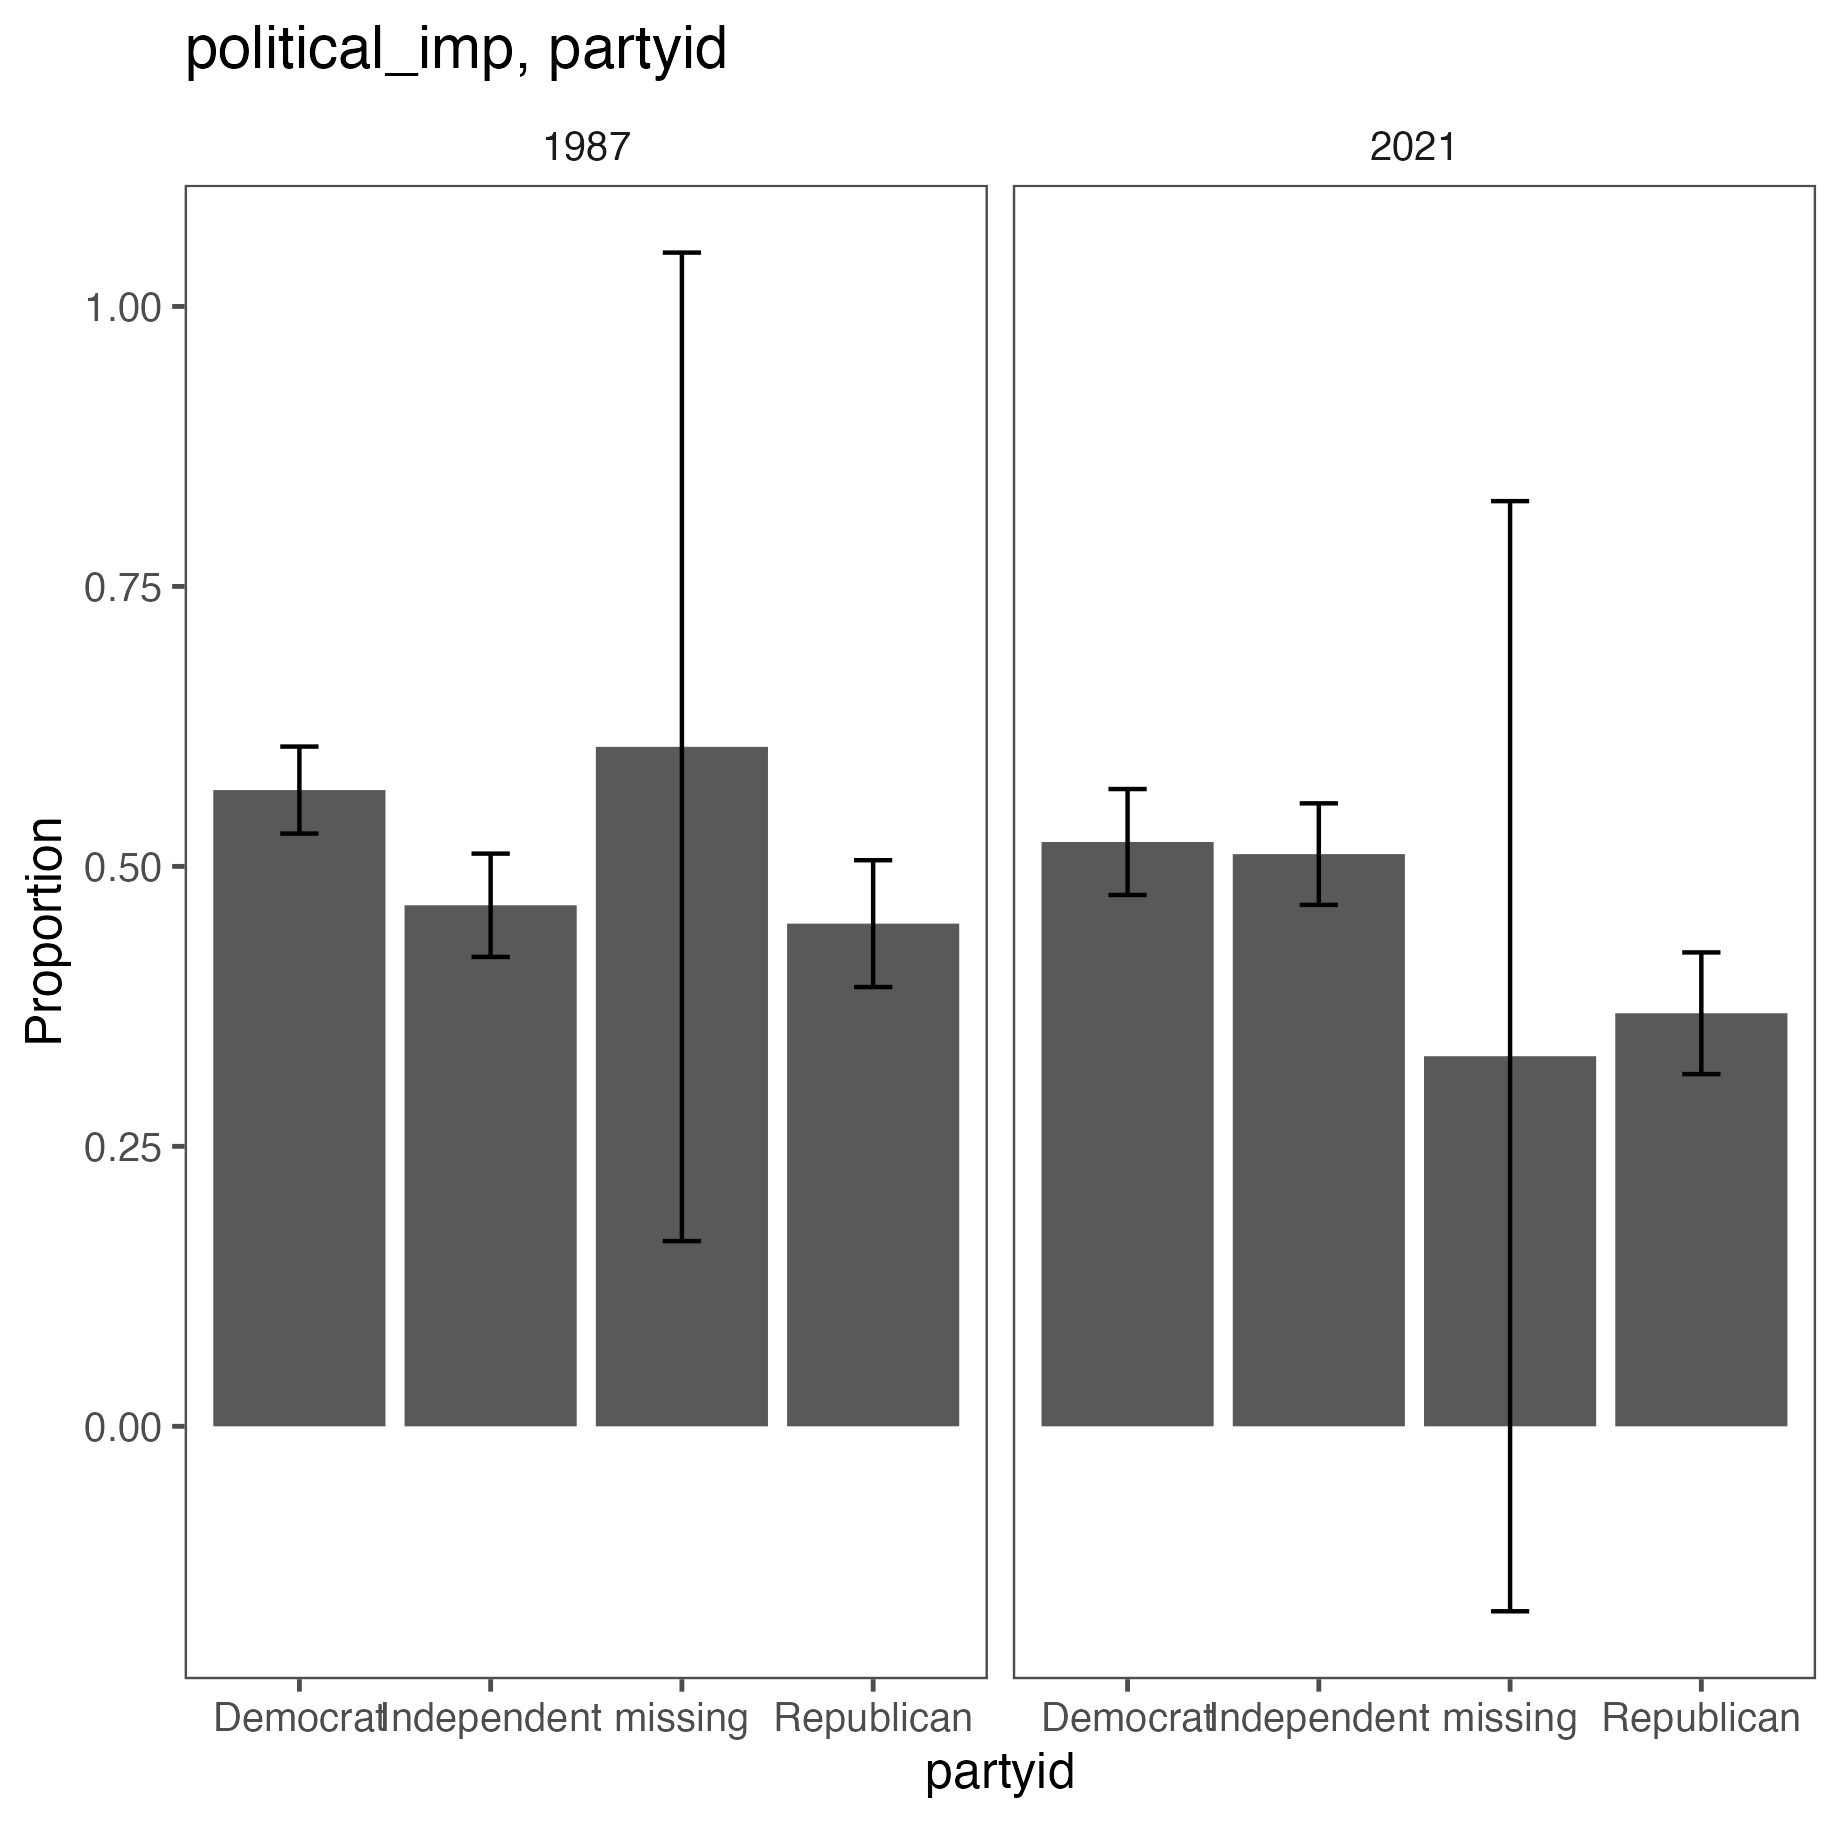 political_imp, partyid
1987 2021
1.00
0.75
0.50
0.25
0.00
Proportion
Democrat Independent missing Republican Democrat Independent missing Republican
partyid